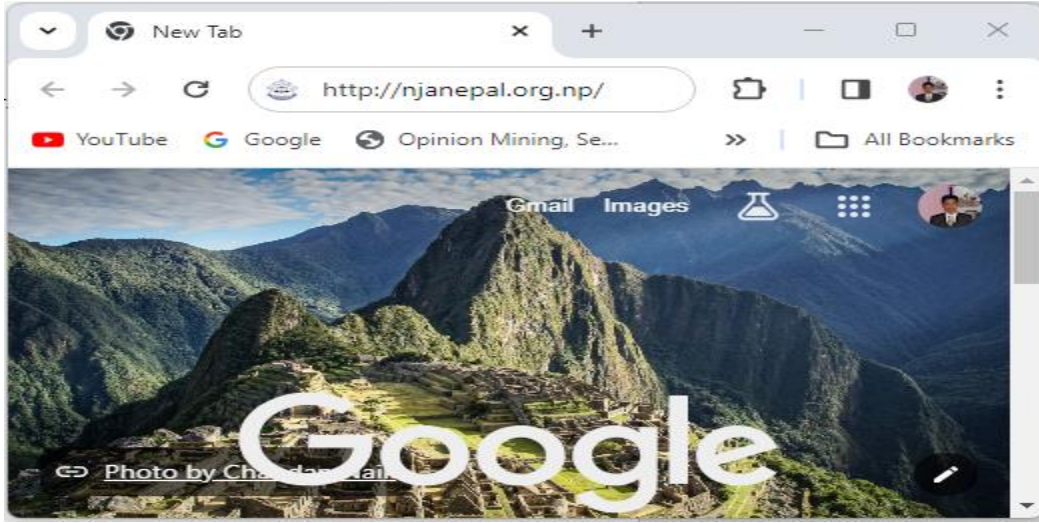 New Tab
http://njanepal.org.np/
YouTube Google Opinion Mining, Se... All Bookmarks
Gmail Images
Google
Photo by